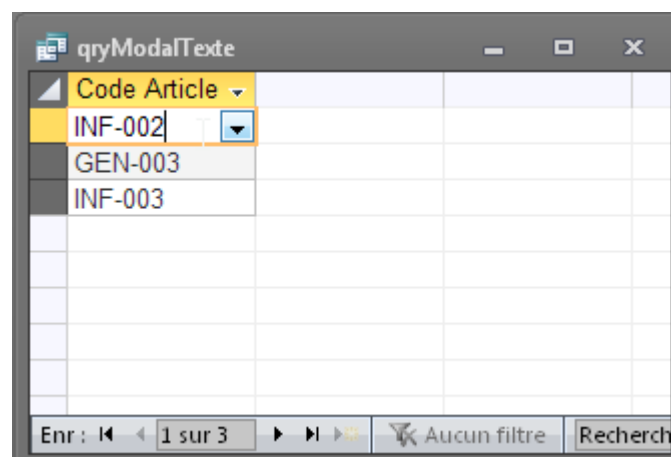 qryModalTexte
Code Article
INF-002
GEN-003
INF-003
Enr : 1 sur 3 Aucun filtre Recherch